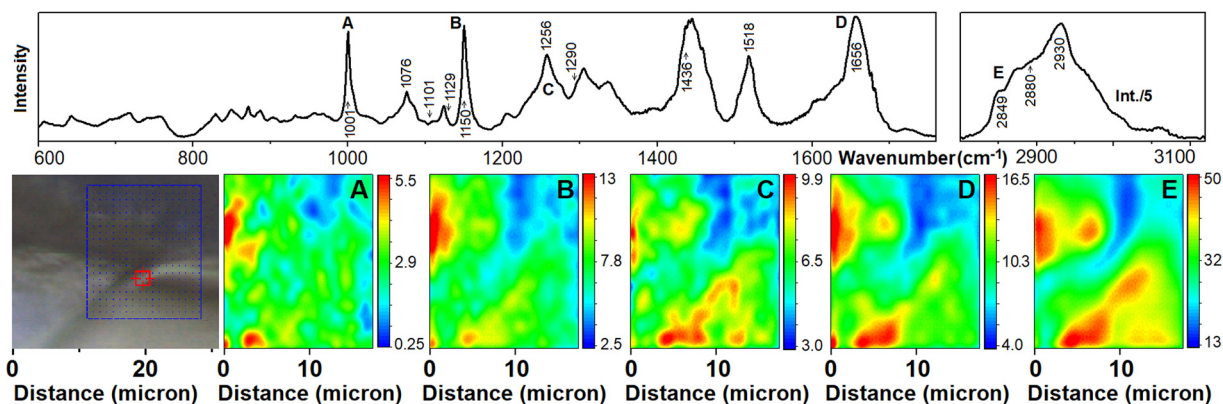 A B D
1256 1290 1518 2930
1076 1101 1129 C 1436 1656 E 2880 2849 Int./5
1001 1150
Intensity
600 800 1000 1200 1400 1600 Wavenumber(cm-1) 2900 3100
A 5.5 B 13 C 9.9 D 16.5 E 50
2.9 7.8 6.5 10.3 32
0.25 2.5 3.0 4.0 13
0 20 0 10 0 10 0 10 0 10 0 10
Distance (micron) Distance (micron) Distance (micron) Distance (micron) Distance (micron) Distance (micron)